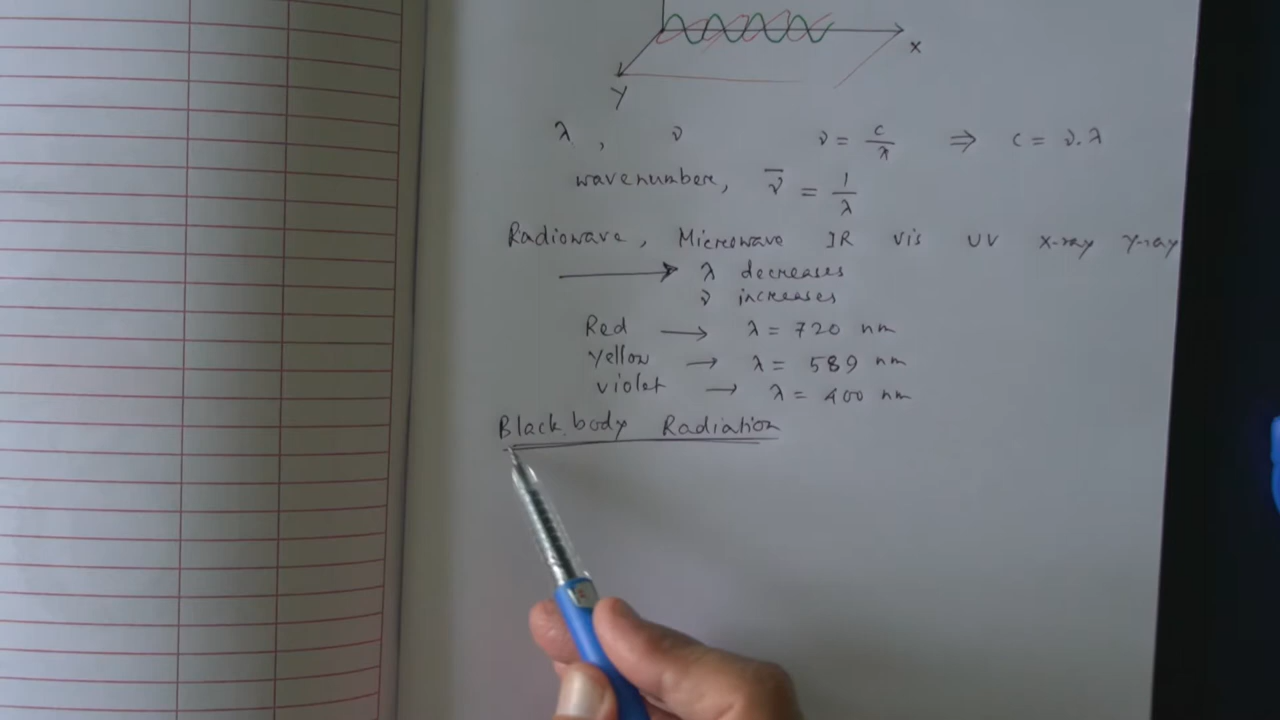 x
y
λ , ν ν = c/λ ⇒ c = ν.λ
wavenumber, ν̅ = 1/λ
Radiowave, Microwave IR Vis UV X-ray γ-ray
⟶ λ decreases
ν increases
Red ⟶ λ = 720 nm
Yellow → λ = 589 nm
violet → λ = 400 nm
Black body Radiation